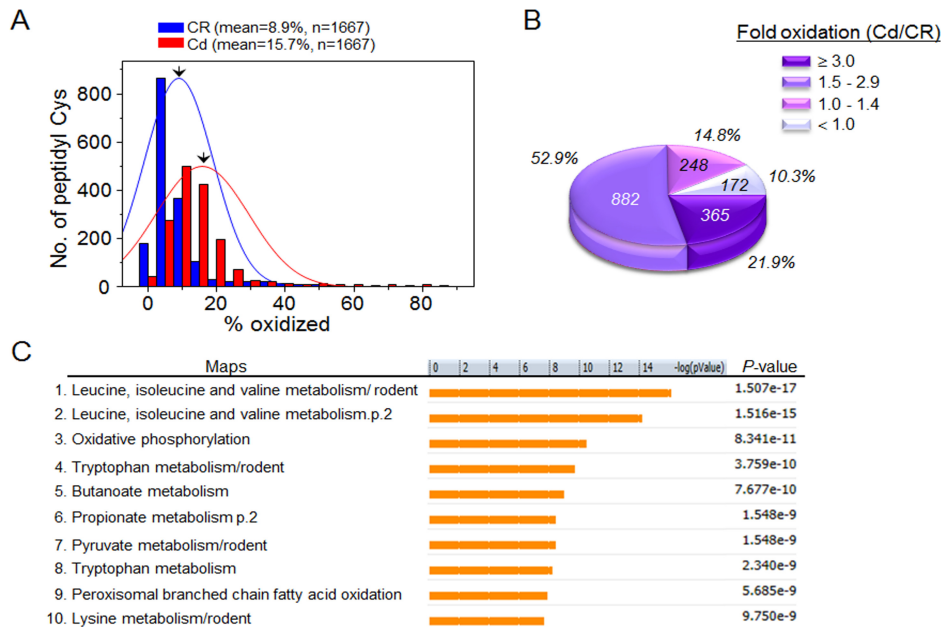 A
CR (mean=8.9%, n=1667)
Cd (mean=15.7%, n=1667)
No. of peptidyl Cys
800
600
400
200
0
0 20 40 60 80
% oxidized
B
Fold oxidation (Cd/CR)
≥ 3.0
1.5 - 2.9
1.0 - 1.4
< 1.0
14.8%
52.9%
248
10.3%
172
882
365
21.9%
C
Maps 0 2 4 6 8 10 12 14 -log(pValue) P-value
1. Leucine, isoleucine and valine metabolism/ rodent 1.507e-17
2. Leucine, isoleucine and valine metabolism.p.2 1.516e-15
3. Oxidative phosphorylation 8.341e-11
4. Tryptophan metabolism/rodent 3.759e-10
5. Butanoate metabolism 7.677e-10
6. Propionate metabolism p.2 1.548e-9
7. Pyruvate metabolism/rodent 1.548e-9
8. Tryptophan metabolism 2.340e-9
9. Peroxisomal branched chain fatty acid oxidation 5.685e-9
10. Lysine metabolism/rodent 9.750e-9